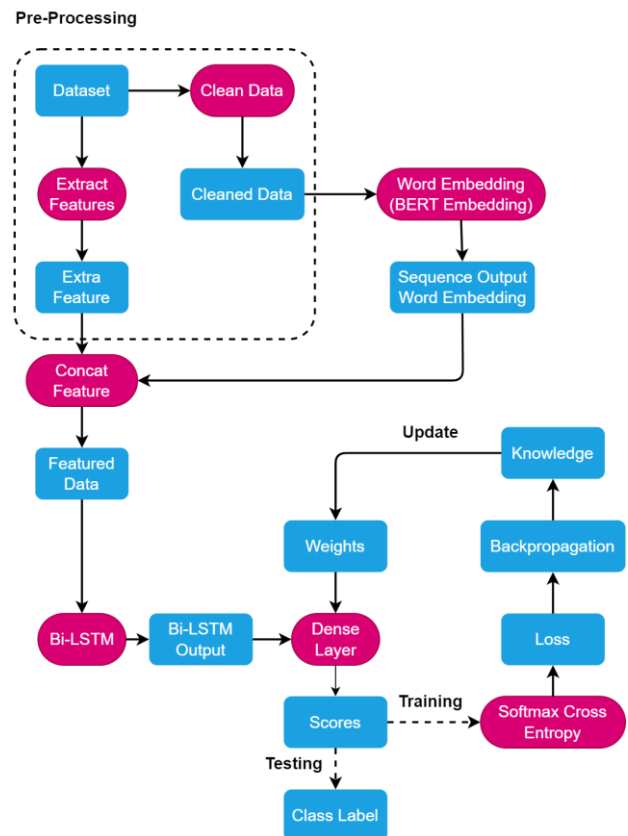 Pre-Processing
Dataset
Clean Data
Extract
Features
Cleaned Data
Word Embedding
(BERT Embedding)
Extra
Feature
Sequence Output
Word Embedding
Concat
Feature
Update
Knowledge
Featured
Data
Weights
Backpropagation
Bi-LSTM
Bi-LSTM
Output
Dense
Layer
Loss
Scores
Training
Softmax Cross
Entropy
Testing
Class Label